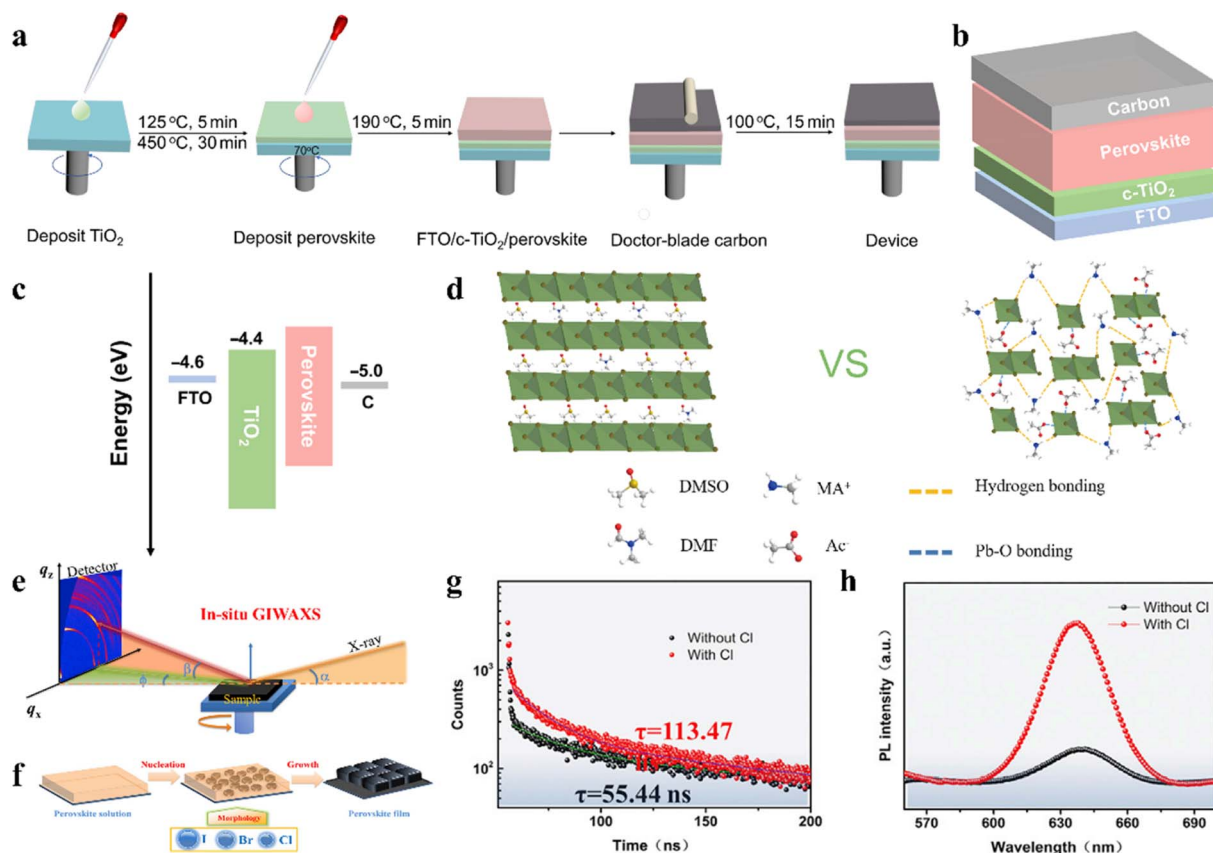 a
125 °C, 5 min
450 °C, 30 min
190 °C, 5 min
100 °C, 15 min
70°C
Deposit TiO2
Deposit perovskite
FTO/c-TiO2/perovskite
Doctor-blade carbon
Device
b
Carbon
Perovskite
c-TiO2
FTO
c
Energy (eV)
−4.6
FTO
−4.4
TiO2
Perovskite
−5.0
C
d
VS
DMSO
MA+
Hydrogen bonding
DMF
Ac-
Pb-O bonding
e
qz
Detector
In-situ GIWAXS
X-ray
β
ϕ
α
Sample
qx
f
Nucleation
Growth
Perovskite solution
Morphology
Perovskite film
I
Br
Cl
g
Without Cl
With Cl
Counts
103
102
τ=113.47
τ=55.44 ns
50
100
150
200
Time（ns）
h
Without Cl
With Cl
PL intensity（a.u.）
570
600
630
660
690
Wavelength（nm）